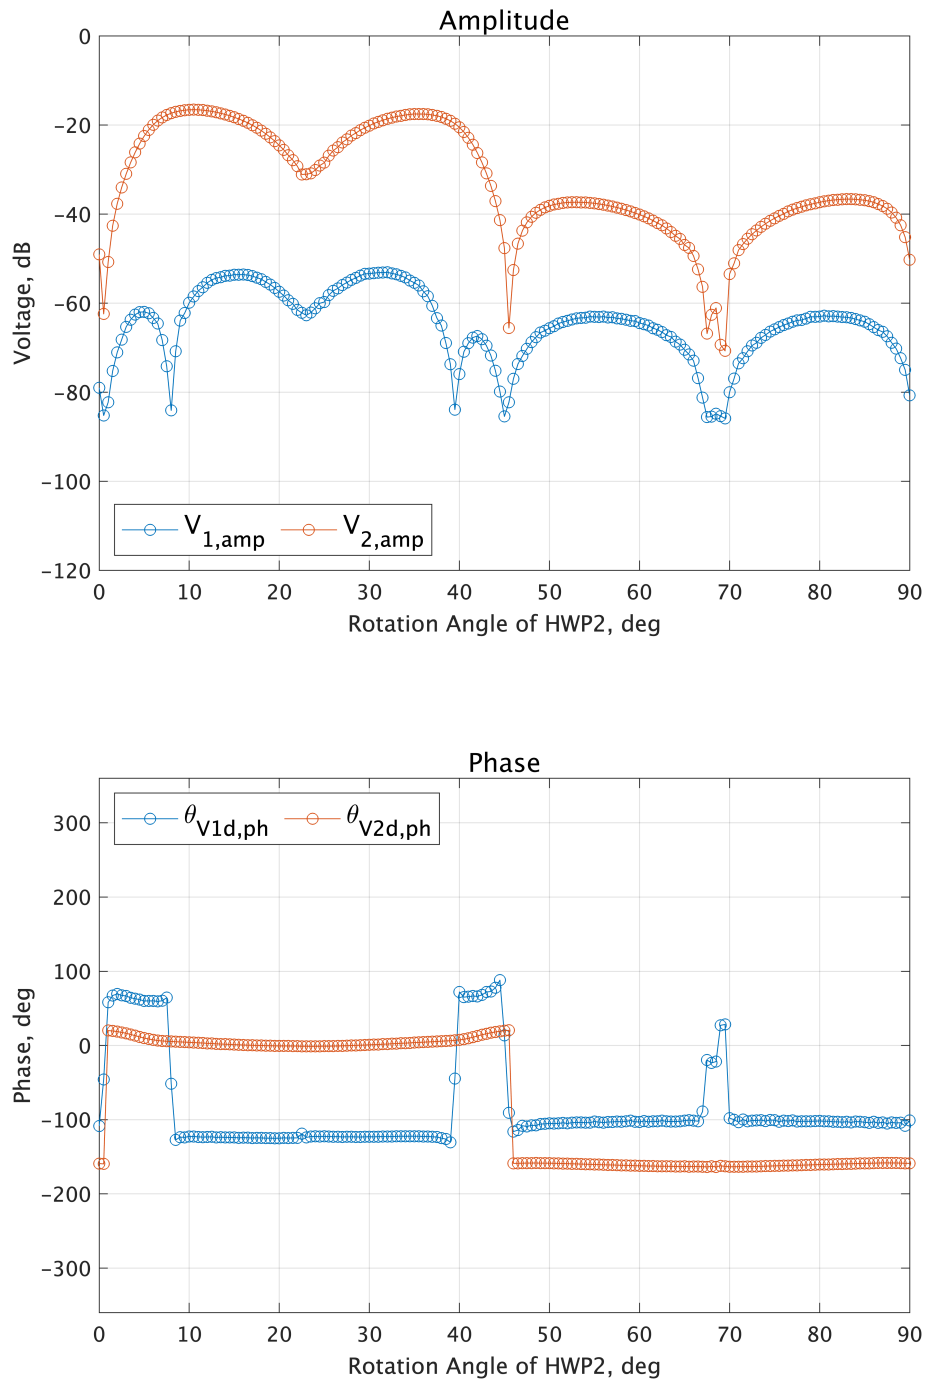 Amplitude
0
-20
-40
-60
-80
-100
-120
Voltage, dB
V1,amp V2,amp
0 10 20 30 40 50 60 70 80 90
Rotation Angle of HWP2, deg
Phase
300
200
100
0
-100
-200
-300
Phase, deg
θV1d,ph θV2d,ph
0 10 20 30 40 50 60 70 80 90
Rotation Angle of HWP2, deg